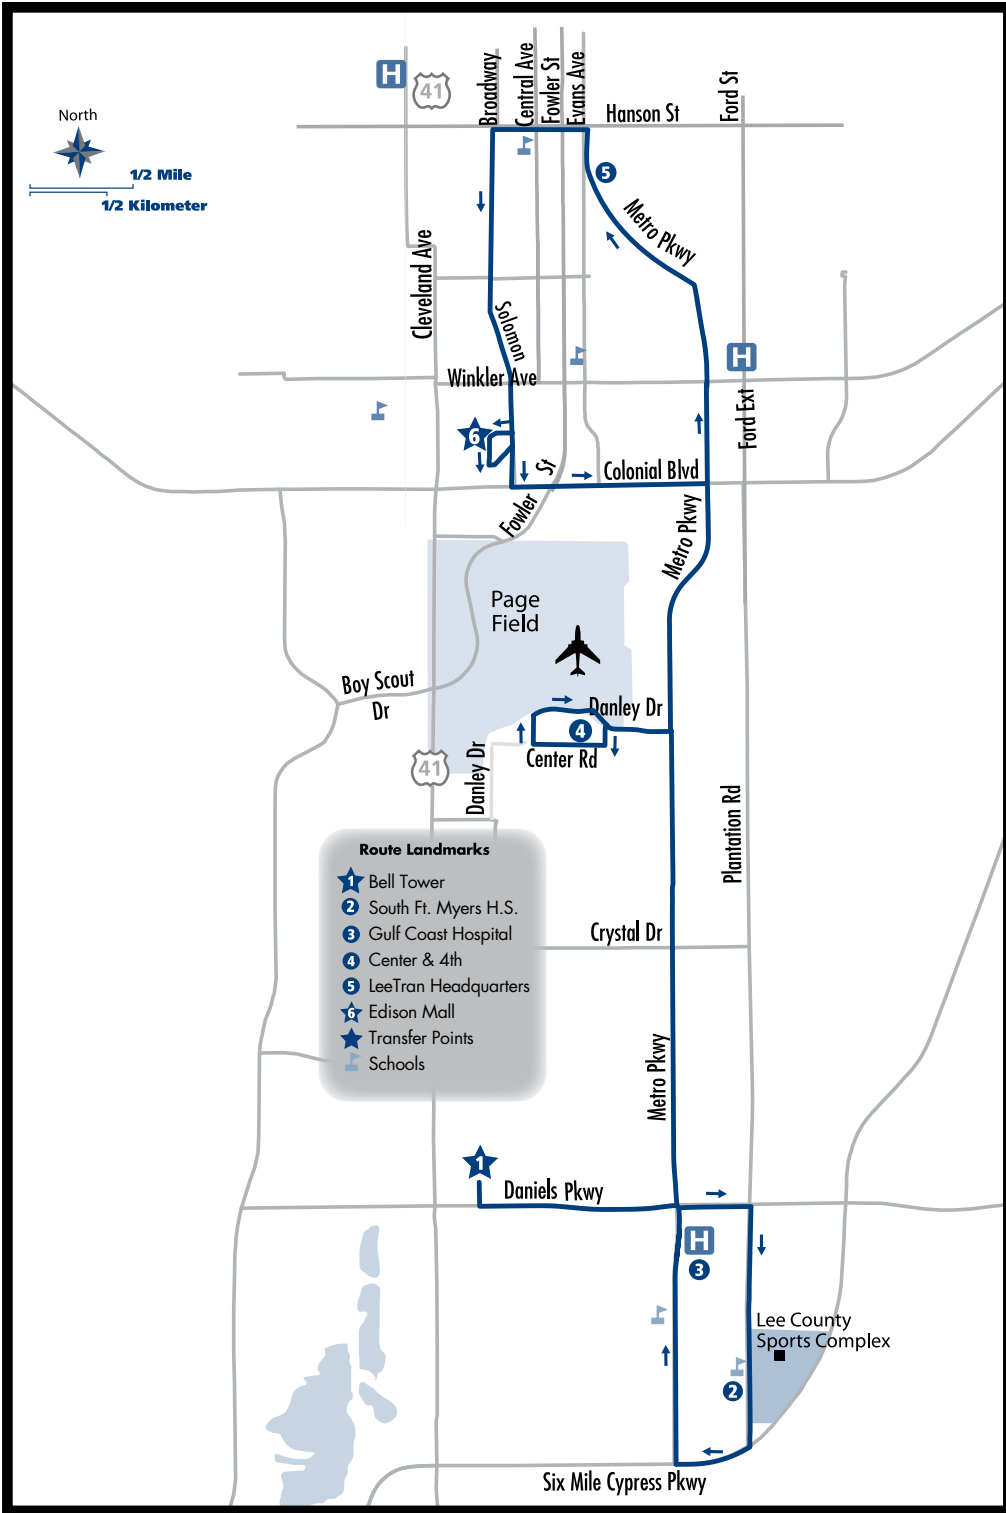 Broadway
Central Ave
Fowler St
Evans Ave
Ford St
H
41
Hanson St
North
1/2 Mile
1/2 Kilometer
5
Metro Pkwy
Cleveland Ave
Solomon
H
Winkler Ave
Ford Ext
6
Fowler St
Colonial Blvd
Metro Pkwy
Page
Field
Boy Scout
Dr
Danley Dr
4
Center Rd
41
Danley Dr
Plantation Rd
Route Landmarks
1 Bell Tower
2 South Ft. Myers H.S.
3 Gulf Coast Hospital
4 Center & 4th
5 LeeTran Headquarters
6 Edison Mall
Transfer Points
Schools
Crystal Dr
Metro Pkwy
1
Daniels Pkwy
H
3
Lee County
Sports Complex
2
Six Mile Cypress Pkwy